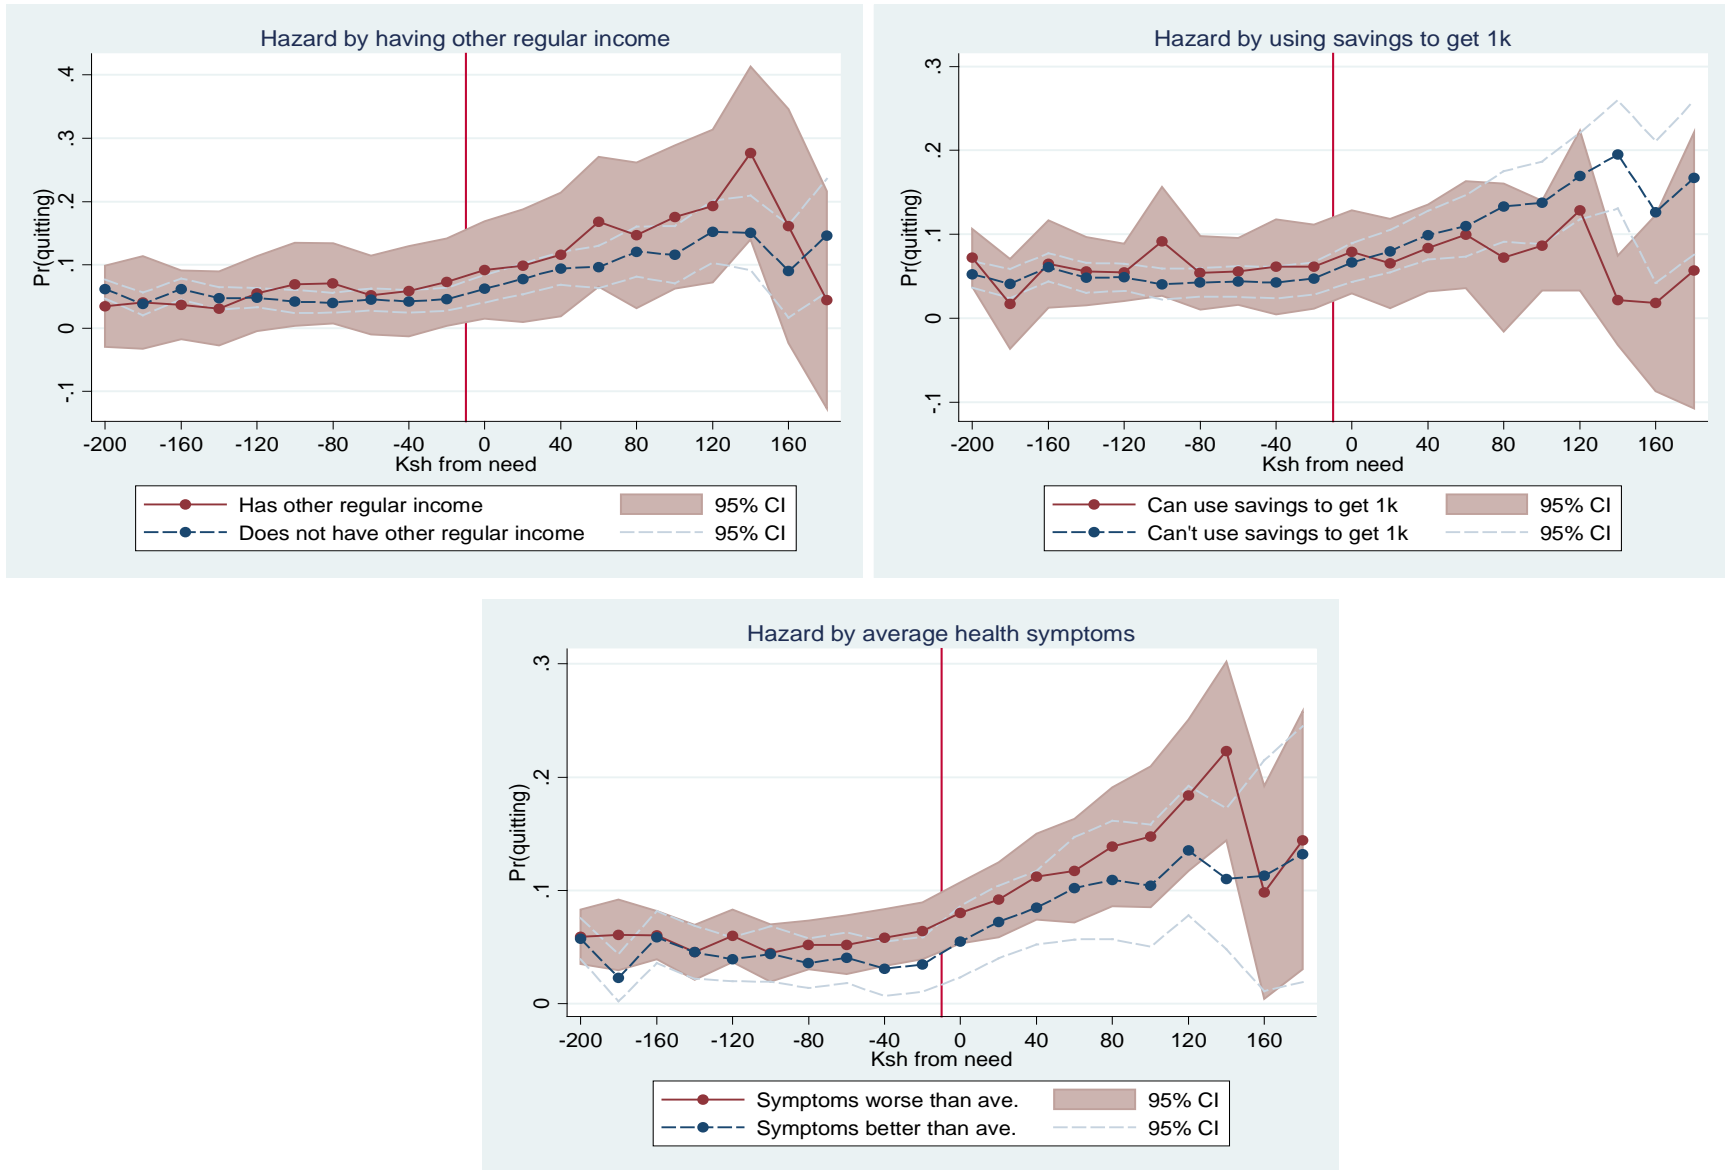 Hazard by having other regular income
Pr(quitting)
.4
.3
.2
.1
0
-.1
-200 -160 -120 -80 -40 0 40 80 120 160
Ksh from need
Has other regular income 95% CI
Does not have other regular income 95% CI
Hazard by using savings to get 1k
Pr(quitting)
.3
.2
.1
0
-.1
-200 -160 -120 -80 -40 0 40 80 120 160
Ksh from need
Can use savings to get 1k 95% CI
Can't use savings to get 1k 95% CI
Hazard by average health symptoms
Pr(quitting)
.3
.2
.1
0
-200 -160 -120 -80 -40 0 40 80 120 160
Ksh from need
Symptoms worse than ave. 95% CI
Symptoms better than ave. 95% CI